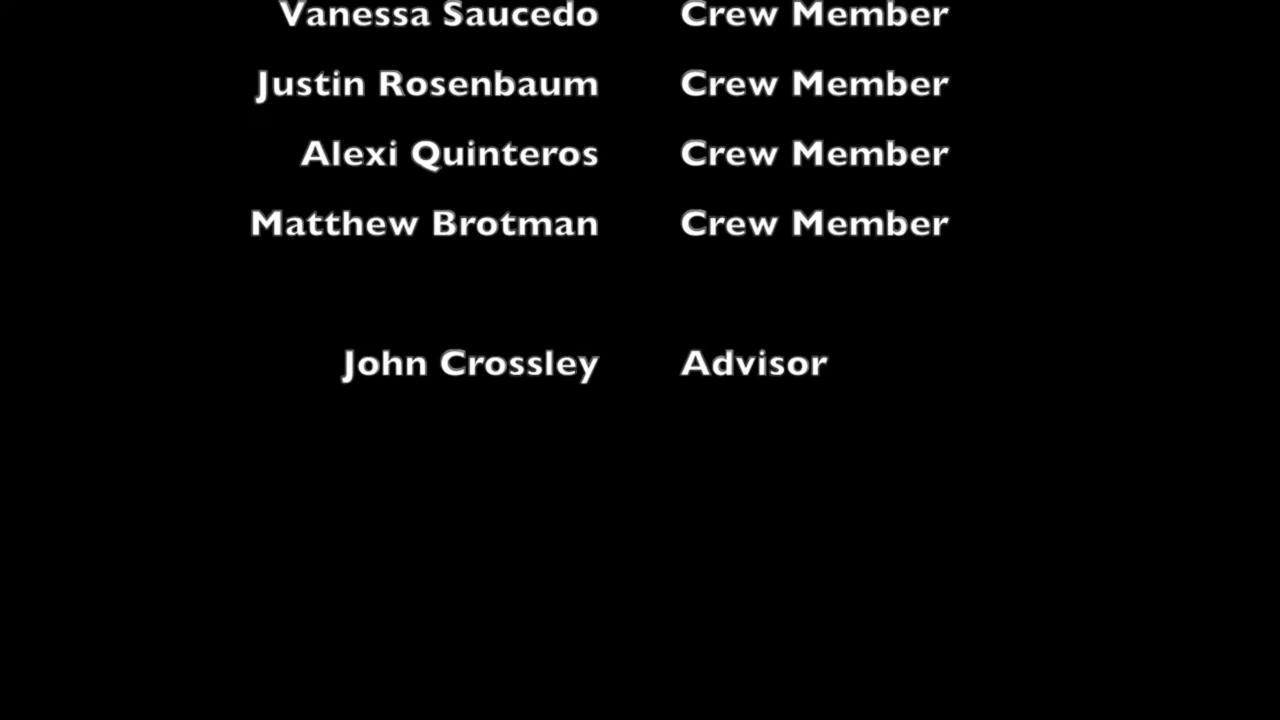 Vanessa Saucedo Crew Member
Justin Rosenbaum Crew Member
Alexi Quinteros Crew Member
Matthew Brotman Crew Member
John Crossley Advisor